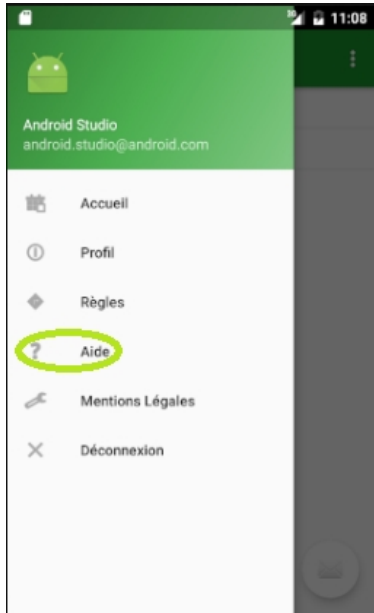 11:08
Android Studio
android.studio@android.com
Accueil
Profil
Règles
? Aide
Mentions Légales
Déconnexion